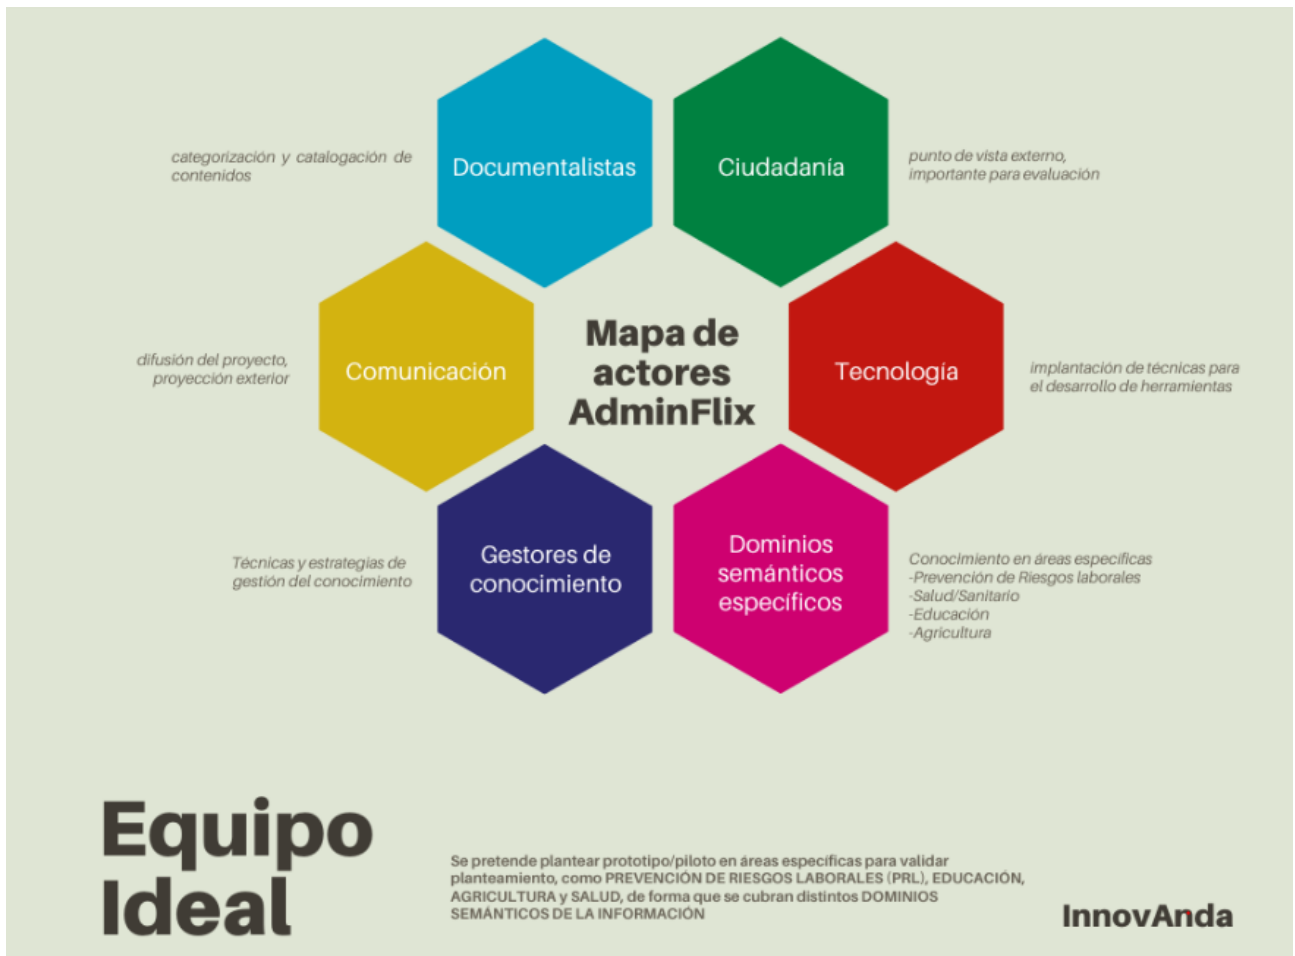 categorización y catalogación de
contenidos
Documentalistas
Ciudadanía
punto de vista externo,
importante para evaluación
difusión del proyecto,
proyección exterior
Comunicación
Mapa de
actores
AdminFlix
Tecnología
implantación de técnicas para
el desarrollo de herramientas
Técnicas y estrategias de
gestión del conocimiento
Gestores de
conocimiento
Dominios
semánticos
específicos
Conocimiento en áreas específicas
-Prevención de Riesgos laborales
-Salud/Sanitario
-Educación
-Agricultura
Equipo
Ideal
Se pretende plantear prototipo/piloto en áreas específicas para validar
planteamiento, como PREVENCIÓN DE RIESGOS LABORALES (PRL), EDUCACIÓN,
AGRICULTURA y SALUD, de forma que se cubran distintos DOMINIOS
SEMÁNTICOS DE LA INFORMACIÓN
InnovAnda